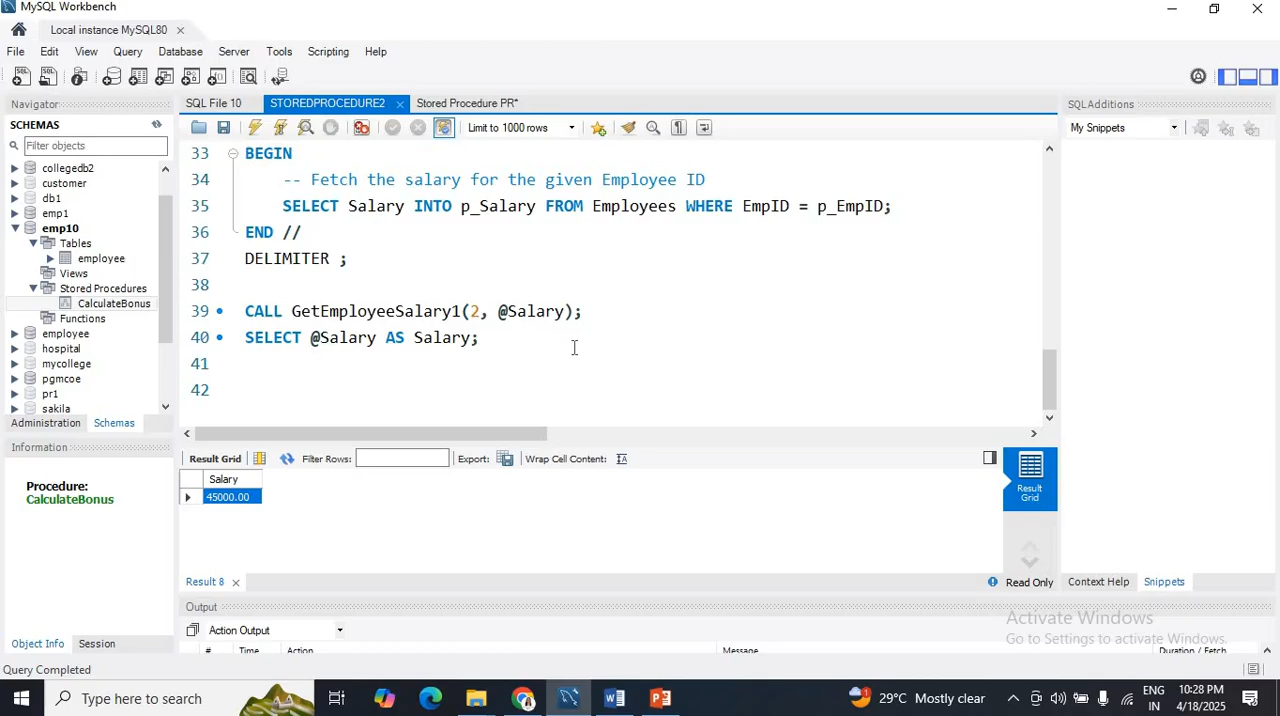 MySQL Workbench
Local instance MySQL80
File Edit View Query Database Server Tools Scripting Help
Navigator
SCHEMAS
Filter objects
collegedb2
customer
db1
emp1
emp10
Tables
employee
Views
Stored Procedures
CalculateBonus
Functions
employee
hospital
mycollege
pgmcoe
pr1
sakila
Administration Schemas
Information
Procedure:
CalculateBonus
Object Info Session
Query Completed
SQL File 10 STOREDPROCEDURE2 Stored Procedure PR*
Limit to 1000 rows
33 BEGIN
34 -- Fetch the salary for the given Employee ID
35 SELECT Salary INTO p_Salary FROM Employees WHERE EmpID = p_EmpID;
36 END //
37 DELIMITER ;
38
39 CALL GetEmployeeSalary1(2, @Salary);
40 SELECT @Salary AS Salary;
41
42
Result Grid Filter Rows: Export: Wrap Cell Content:
Salary
45000.00
Result Grid
Result 8
Read Only
Output
Action Output
# Time Action Message Duration / Fetch
SQLAdditions
My Snippets
Context Help Snippets
Activate Windows
Go to Settings to activate Windows.
Type here to search
29°C Mostly clear
ENG
IN
10:28 PM
4/18/2025